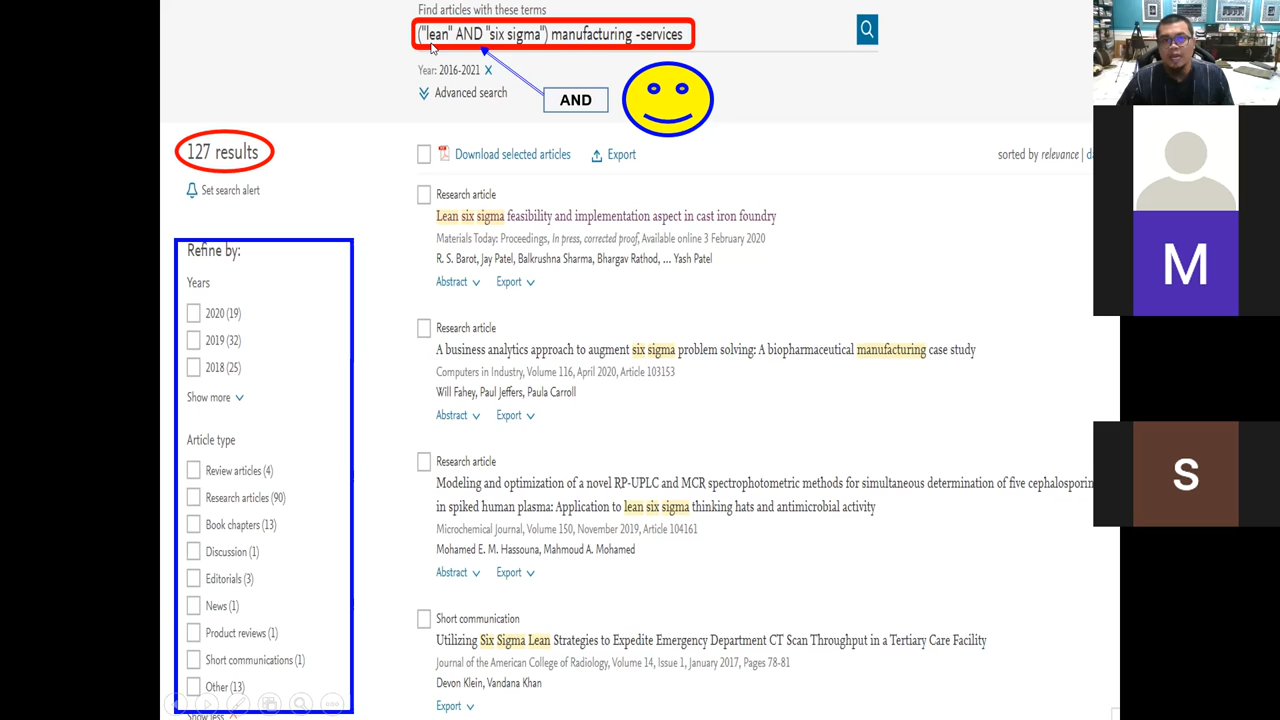 Find articles with these terms
("lean" AND "six sigma") manufacturing -services
Year: 2016-2021 X
Advanced search
AND
127 results
Set search alert
Download selected articles
Export
sorted by relevance | da
Refine by:
Years
2020 (19)
2019 (32)
2018 (25)
Show more
Article type
Review articles (4)
Research articles (90)
Book chapters (13)
Discussion (1)
Editorials (3)
News (1)
Product reviews (1)
Short communications (1)
Other (13)
Show less
Research article
Lean six sigma feasibility and implementation aspect in cast iron foundry
Materials Today: Proceedings, In press, corrected proof, Available online 3 February 2020
R. S. Barot, Jay Patel, Balkrushna Sharma, Bhargav Rathod, ... Yash Patel
Abstract
Export
Research article
A business analytics approach to augment six sigma problem solving: A biopharmaceutical manufacturing case study
Computers in Industry, Volume 116, April 2020, Article 103153
Will Fahey, Paul Jeffers, Paula Carroll
Abstract
Export
Research article
Modeling and optimization of a novel RP-UPLC and MCR spectrophotometric methods for simultaneous determination of five cephalosporin
in spiked human plasma: Application to lean six sigma thinking hats and antimicrobial activity
Microchemical Journal, Volume 150, November 2019, Article 104161
Mohamed E. M. Hassouna, Mahmoud A. Mohamed
Abstract
Export
Short communication
Utilizing Six Sigma Lean Strategies to Expedite Emergency Department CT Scan Throughput in a Tertiary Care Facility
Journal of the American College of Radiology, Volume 14, Issue 1, January 2017, Pages 78-81
Devon Klein, Vandana Khan
Export
M
S